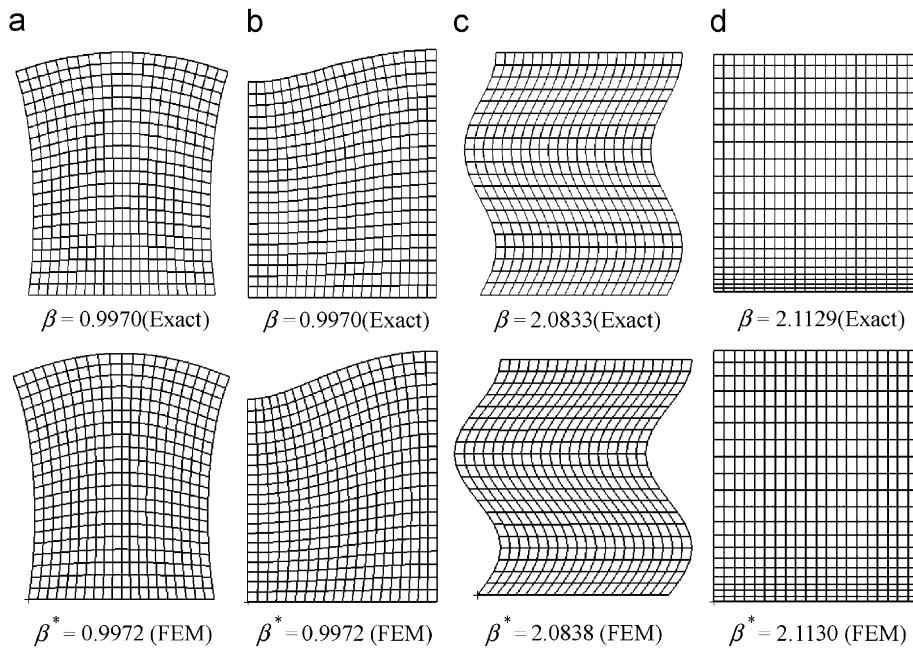 a b c d
β = 0.9970(Exact) β = 0.9970(Exact) β = 2.0833(Exact) β = 2.1129(Exact)
β* = 0.9972 (FEM) β* = 0.9972 (FEM) β* = 2.0838 (FEM) β* = 2.1130 (FEM)